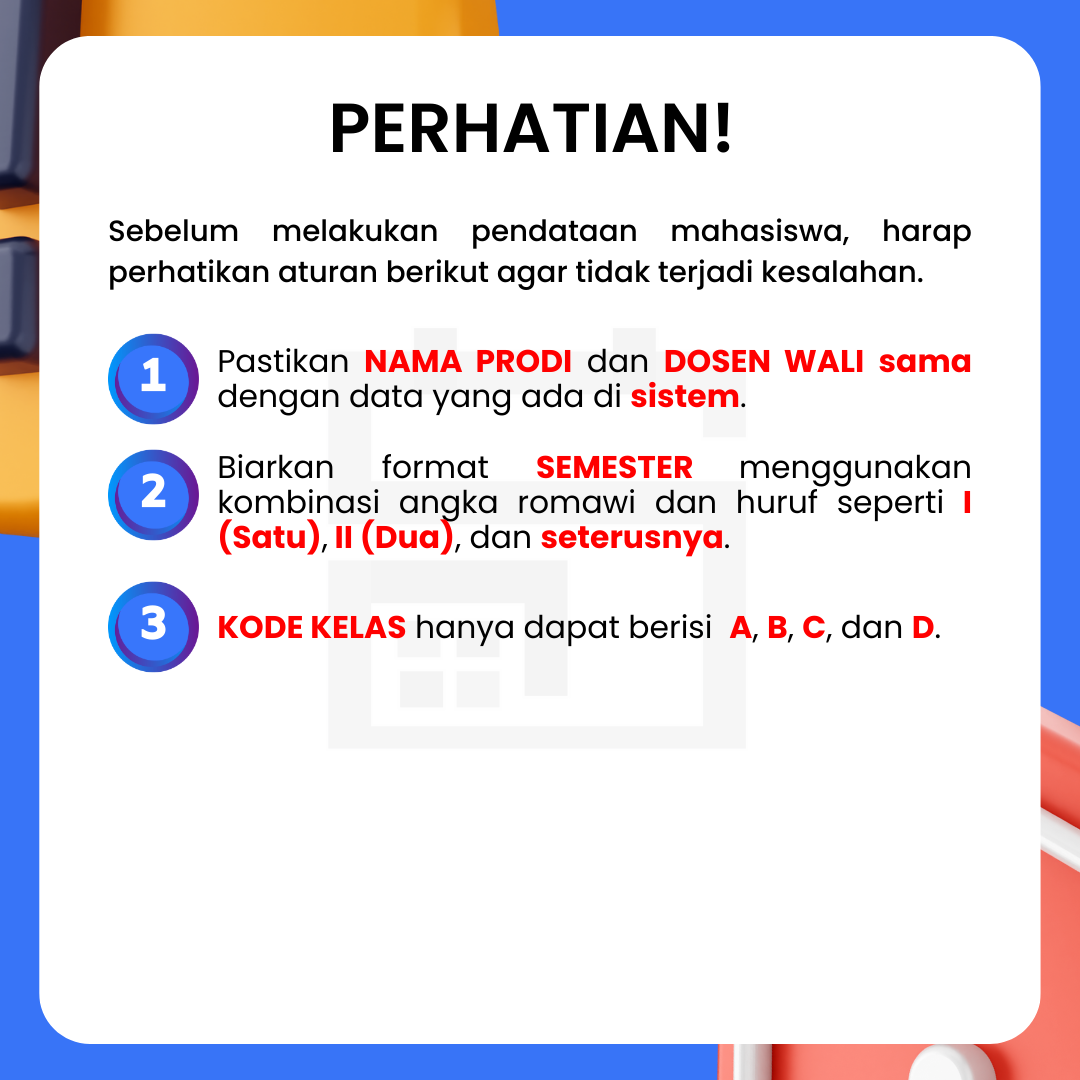 PERHATIAN!
Sebelum melakukan pendataan mahasiswa, harap
perhatikan aturan berikut agar tidak terjadi kesalahan.
1
Pastikan NAMA PRODI dan DOSEN WALI sama
dengan data yang ada di sistem.
2
Biarkan format SEMESTER menggunakan
kombinasi angka romawi dan huruf seperti I
(Satu), II (Dua), dan seterusnya.
3
KODE KELAS hanya dapat berisi A, B, C, dan D.